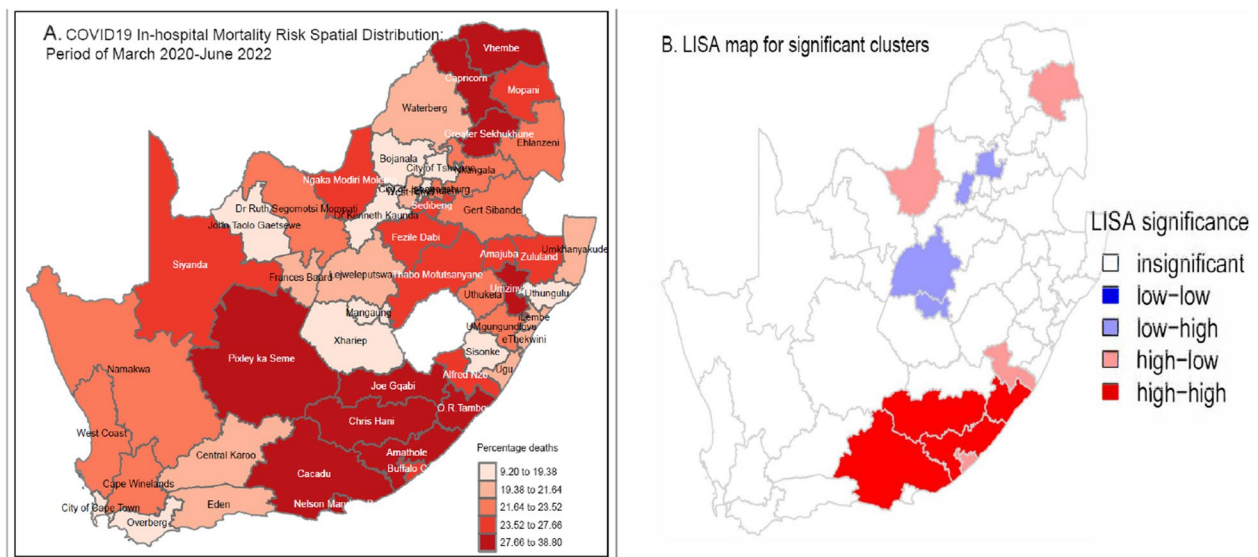 A. COVID19 In-hospital Mortality Risk Spatial Distribution:
Period of March 2020-June 2022
Vhembe
Capricorn
Mopani
Waterberg
Greater Sekhukhune
Ehlanzeni
Bojanala
City of Tshwane
Nkangala
Ngaka Modiri Molema
Sedibeng
Gert Sibande
Dr Ruth Segomotsi Mompati
Dr Kenneth Kaunda
John Taolo Gaetsewe
Fezile Dabi
Umkhanyakude
Siyanda
Amajuba
Zululand
Frances Baard
Lejweleputswa
Thabo Mofutsanyane
Uthukela
Uthungulu
Mangaung
iLembe
UMgungundlovu
eThekwini
Xhariep
Sisonke
Pixley ka Seme
Ugu
Namakwa
Alfred Nzo
Joe Gqabi
O.R.Tambo
Chris Hani
West Coast
Central Karoo
Amathole
Buffalo C
Cacadu
Cape Winelands
Eden
City of Cape Town
Overberg
Percentage deaths
9.20 to 19.38
19.38 to 21.64
21.64 to 23.52
23.52 to 27.66
27.66 to 38.80
B. LISA map for significant clusters
LISA significance
insignificant
low-low
low-high
high-low
high-high